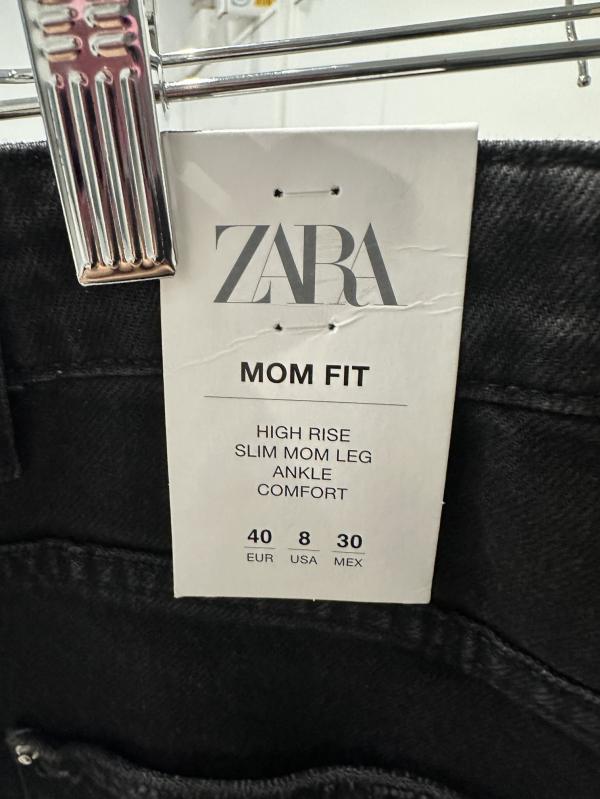 ZARA
MOM FIT
HIGH RISE
SLIM MOM LEG
ANKLE
COMFORT
40 8 30
EUR USA MEX